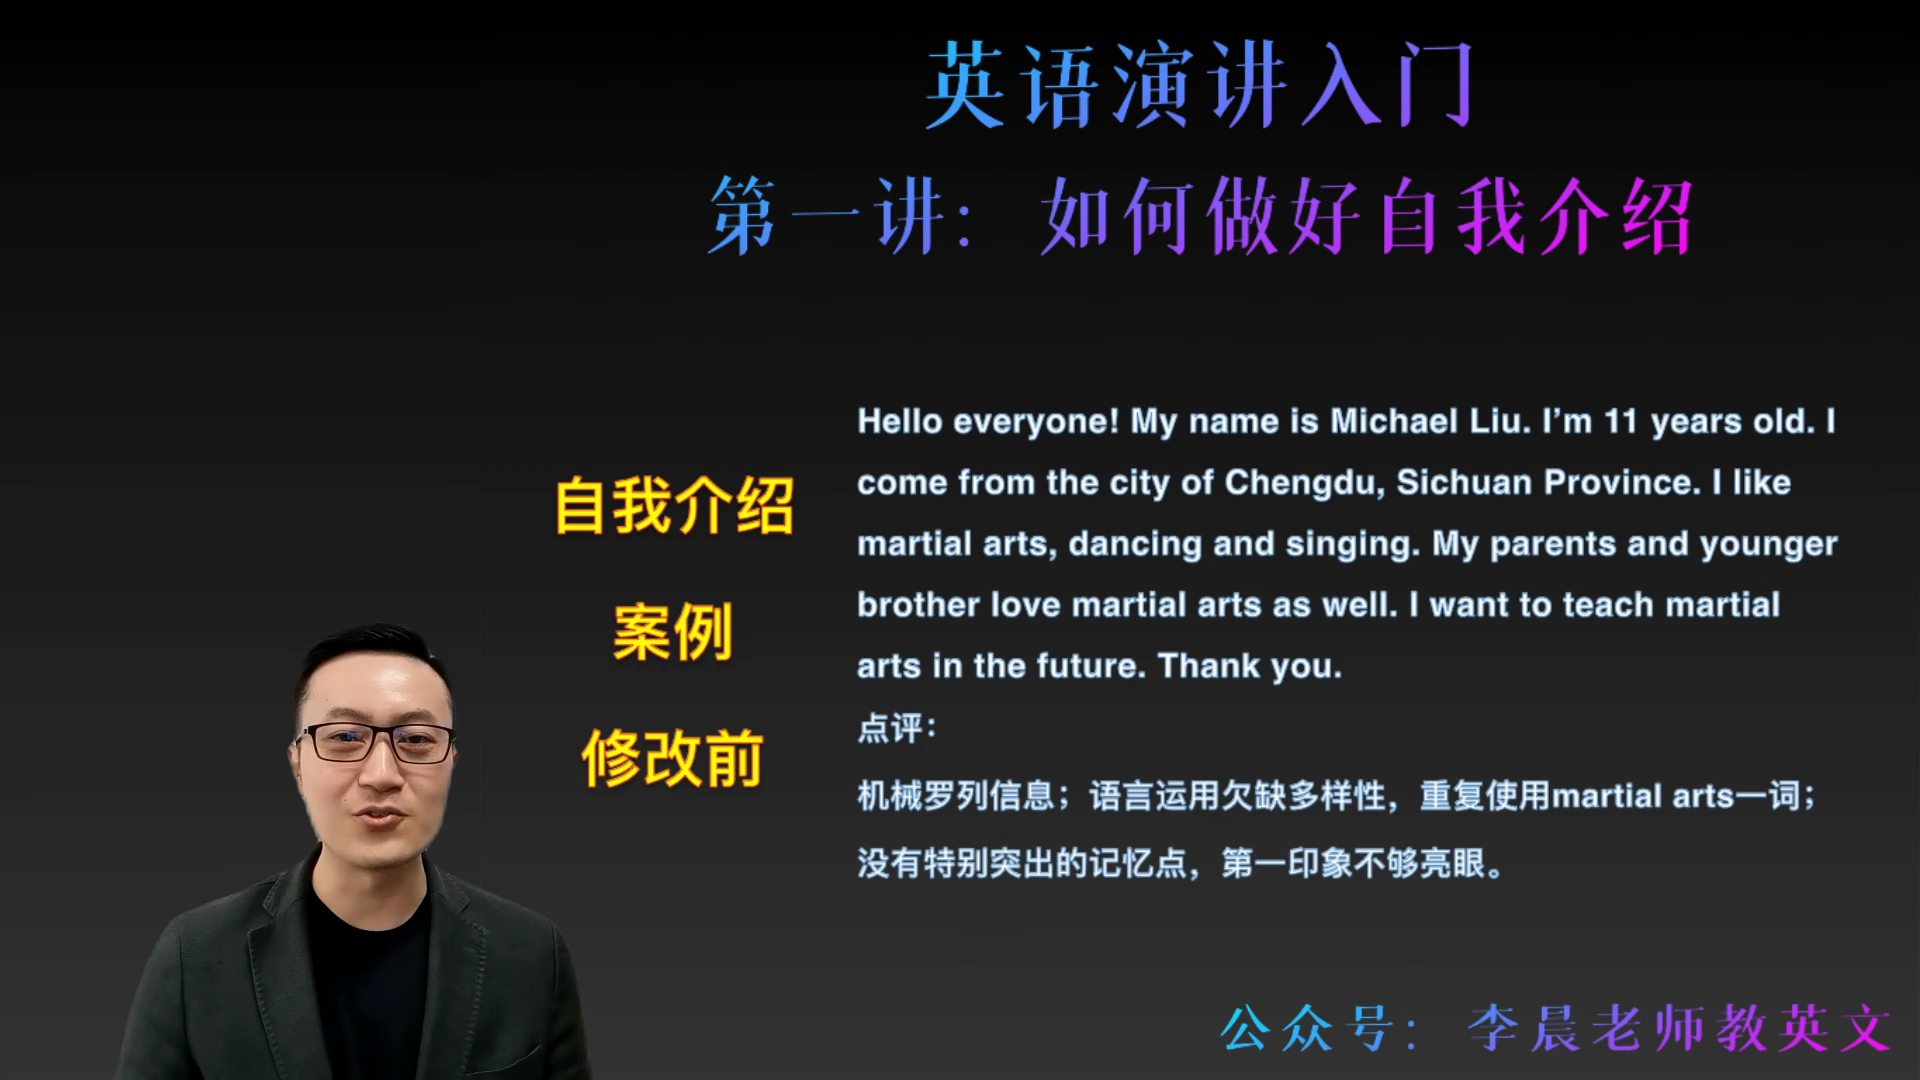 英语演讲入门
第一讲：如何做好自我介绍
自我介绍
案例
修改前
Hello everyone! My name is Michael Liu. I’m 11 years old. I
come from the city of Chengdu, Sichuan Province. I like
martial arts, dancing and singing. My parents and younger
brother love martial arts as well. I want to teach martial
arts in the future. Thank you.
点评：
机械罗列信息；语言运用欠缺多样性，重复使用martial arts一词；
没有特别突出的记忆点，第一印象不够亮眼。
公众号：李晨老师教英文